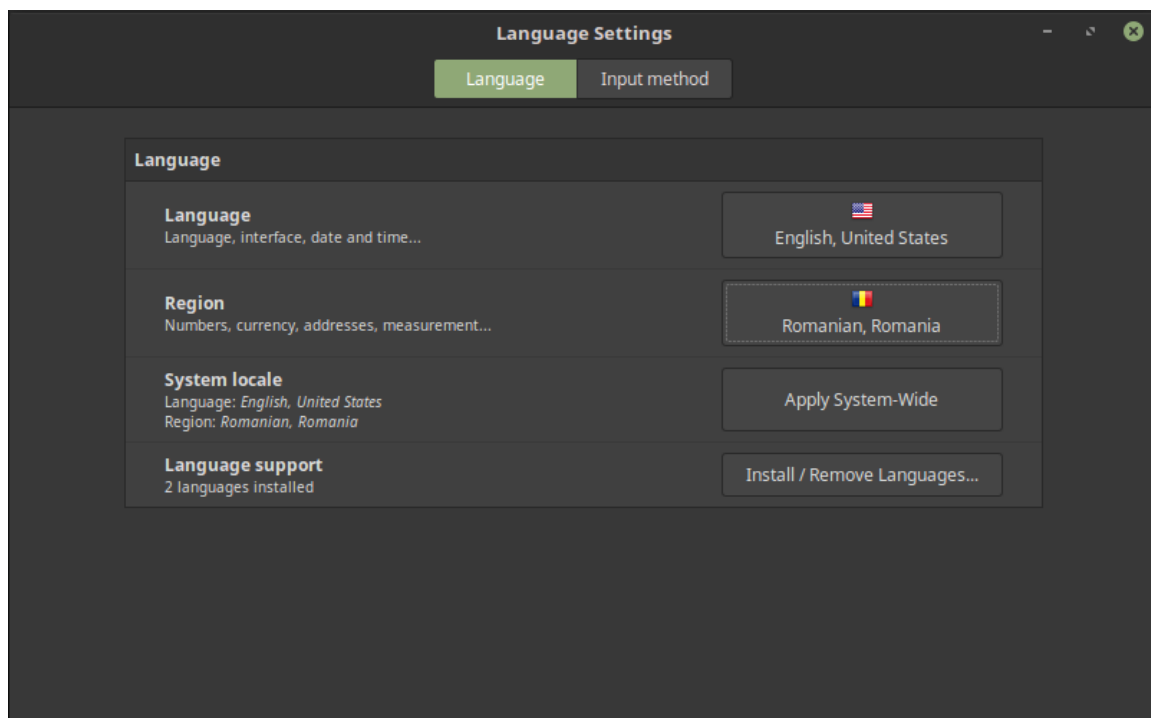 Language Settings
Language
Input method
Language
Language
Language, interface, date and time...
English, United States
Region
Numbers, currency, addresses, measurement...
Romanian, Romania
System locale
Language: English, United States
Region: Romanian, Romania
Apply System-Wide
Language support
2 languages installed
Install / Remove Languages...